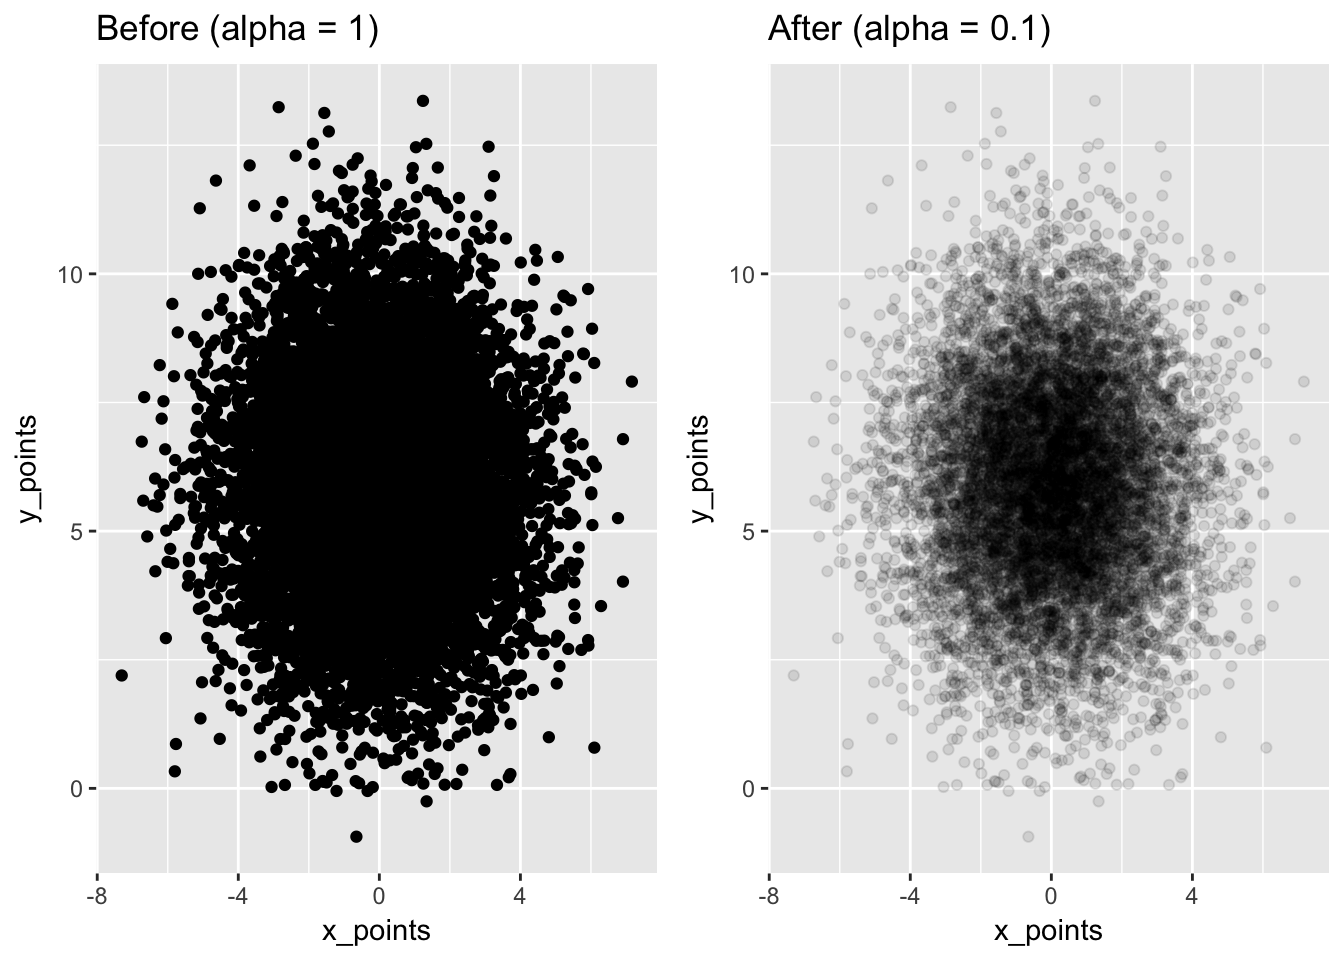 Before (alpha = 1)
y_points
10
5
0
-8
-4
0
4
x_points
After (alpha = 0.1)
y_points
10
5
0
-8
-4
0
4
x_points